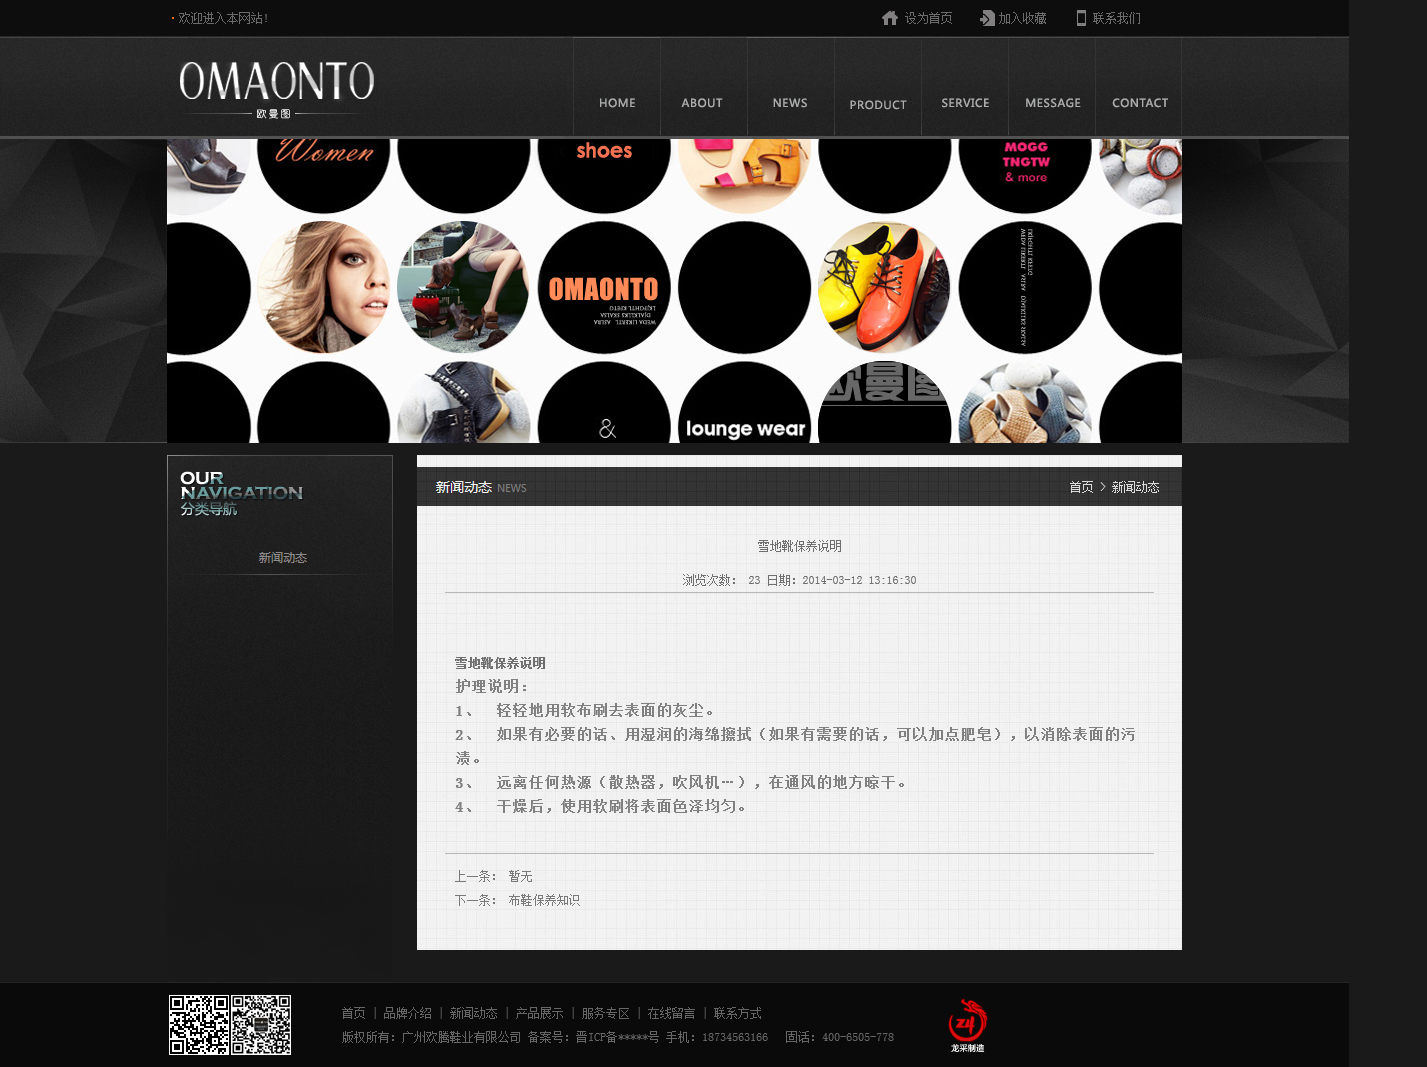 欢迎进入本网站!
设为首页 加入收藏 联系我们
OMAONTO
欧曼图
HOME ABOUT NEWS PRODUCT SERVICE MESSAGE CONTACT
Women
shoes
MOGG
TNGTW
& more
OMAONTO
欧曼图
&
lounge wear
OUR
NAVIGATION
分类导航
新闻动态
新闻动态 NEWS
首页 > 新闻动态
雪地靴保养说明
浏览次数： 23 日期：2014-03-12 13:16:30
雪地靴保养说明
护理说明：
1、 轻轻地用软布刷去表面的灰尘。
2、 如果有必要的话、用湿润的海绵擦拭（如果有需要的话，可以加点肥皂），以消除表面的污
渍。
3、 远离任何热源（散热器，吹风机…），在通风的地方晾干。
4、 干燥后，使用软刷将表面色泽均匀。
上一条： 暂无
下一条： 布鞋保养知识
首页 | 品牌介绍 | 新闻动态 | 产品展示 | 服务专区 | 在线留言 | 联系方式
版权所有：广州欢腾鞋业有限公司 备案号：晋ICP备*****号 手机：18734563166 固话：400-6505-778
龙采制造